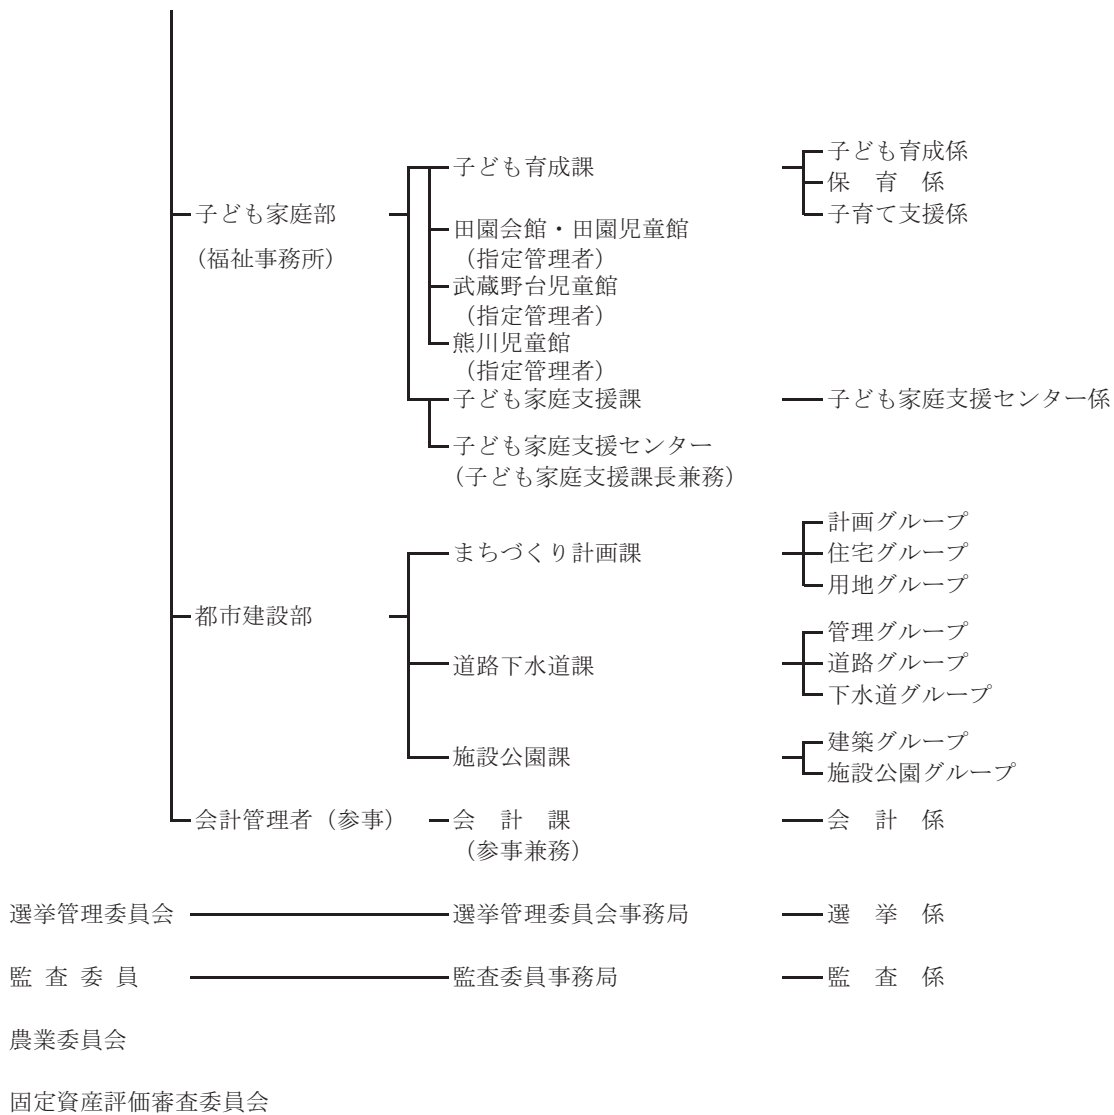 子ども育成課
子ども育成係
保　育　係
子育て支援係
子ども家庭部
（福祉事務所）
田園会館・田園児童館
（指定管理者）
武蔵野台児童館
（指定管理者）
熊川児童館
（指定管理者）
子ども家庭支援課
子ども家庭支援センター係
子ども家庭支援センター
（子ども家庭支援課長兼務）
都市建設部
まちづくり計画課
計画グループ
住宅グループ
用地グループ
道路下水道課
管理グループ
道路グループ
下水道グループ
施設公園課
建築グループ
施設公園グループ
会計管理者（参事）
会　計　課
（参事兼務）
会　計　係
選挙管理委員会
選挙管理委員会事務局
選　挙　係
監 査 委 員
監査委員事務局
監　査　係
農業委員会
固定資産評価審査委員会